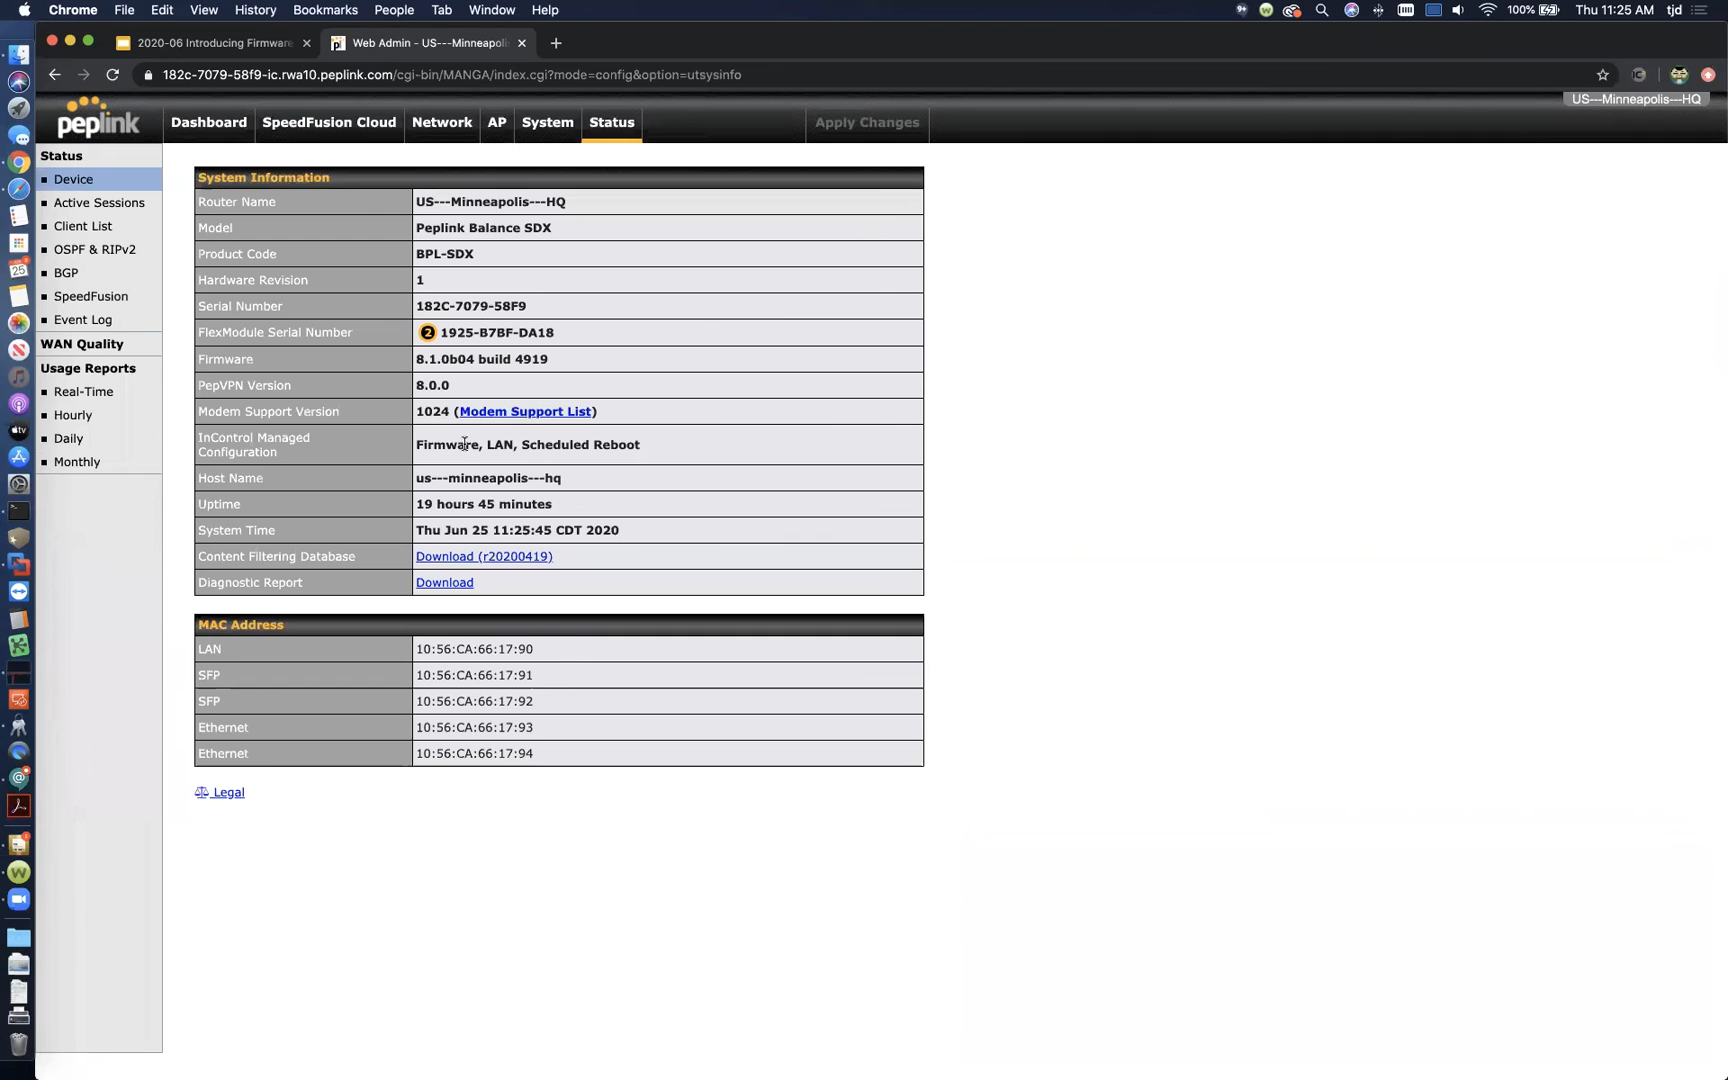 Chrome File Edit View History Bookmarks People Tab Window Help 100% Thu 11:25 AM tjd
2020-06 Introducing Firmware
Web Admin - US---Minneapolis
182c-7079-58f9-ic.rwa10.peplink.com/cgi-bin/MANGA/index.cgi?mode=config&option=utsysinfo
US---Minneapolis---HQ
peplink Dashboard SpeedFusion Cloud Network AP System Status Apply Changes
Status
Device
Active Sessions
Client List
OSPF & RIPv2
BGP
SpeedFusion
Event Log
WAN Quality
Usage Reports
Real-Time
Hourly
Daily
Monthly
System Information
Router Name US---Minneapolis---HQ
Model Peplink Balance SDX
Product Code BPL-SDX
Hardware Revision 1
Serial Number 182C-7079-58F9
FlexModule Serial Number 2 1925-B7BF-DA18
Firmware 8.1.0b04 build 4919
PepVPN Version 8.0.0
Modem Support Version 1024 (Modem Support List)
InControl Managed
Configuration Firmware, LAN, Scheduled Reboot
Host Name us---minneapolis---hq
Uptime 19 hours 45 minutes
System Time Thu Jun 25 11:25:45 CDT 2020
Content Filtering Database Download (r20200419)
Diagnostic Report Download
MAC Address
LAN 10:56:CA:66:17:90
SFP 10:56:CA:66:17:91
SFP 10:56:CA:66:17:92
Ethernet 10:56:CA:66:17:93
Ethernet 10:56:CA:66:17:94
Legal